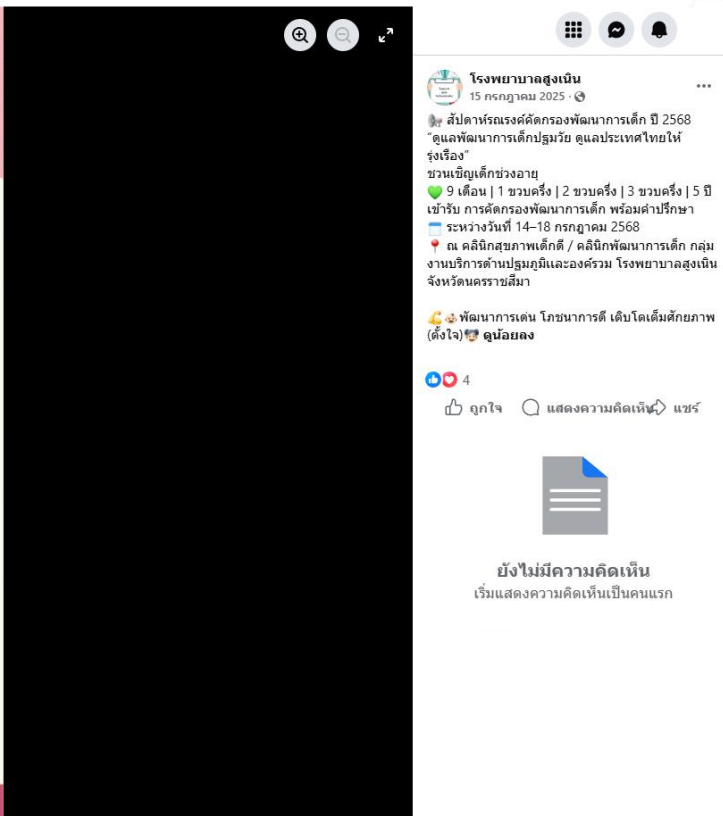 โรงพยาบาลสูงเนิน
15 กรกฎาคม 2025
สัปดาห์รณรงค์คัดกรองพัฒนาการเด็ก ปี 2568
“ดูแลพัฒนาการเด็กปฐมวัย ดูแลประเทศไทยให้
รุ่งเรือง”
ชวนเชิญเด็กช่วงอายุ
💚 9 เดือน | 1 ขวบครึ่ง | 2 ขวบครึ่ง | 3 ขวบครึ่ง | 5 ปี
เข้ารับ การคัดกรองพัฒนาการเด็ก พร้อมคำปรึกษา
🗓️ ระหว่างวันที่ 14–18 กรกฎาคม 2568
📍 ณ คลินิกสุขภาพเด็กดี / คลินิกพัฒนาการเด็ก กลุ่ม
งานบริการด้านปฐมภูมิและองค์รวม โรงพยาบาลสูงเนิน
จังหวัดนครราชสีมา
พัฒนาการเด่น โภชนาการดี เติบโตเต็มศักยภาพ
(ตั้งใจ) ดูน้อยลง
4
ถูกใจ แสดงความคิดเห็น แชร์
ยังไม่มีความคิดเห็น
เริ่มแสดงความคิดเห็นเป็นคนแรก